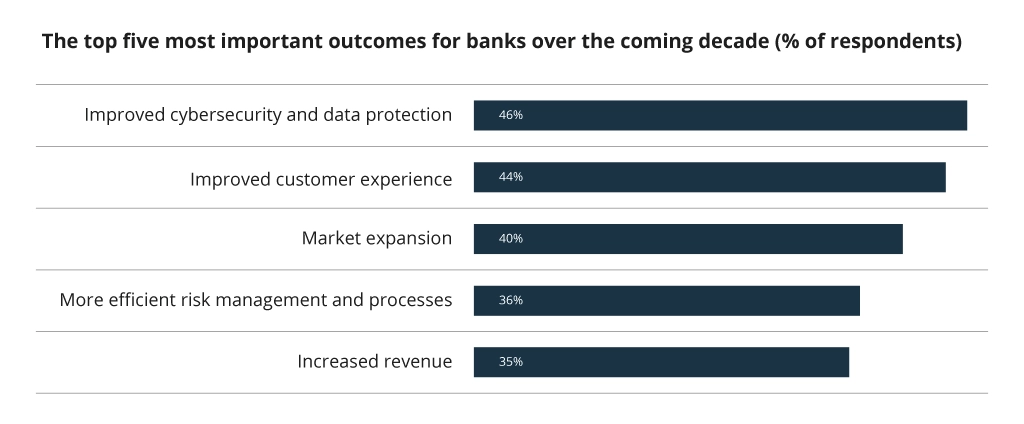 The top five most important outcomes for banks over the coming decade (% of respondents)
Improved cybersecurity and data protection 46%
Improved customer experience 44%
Market expansion 40%
More efficient risk management and processes 36%
Increased revenue 35%